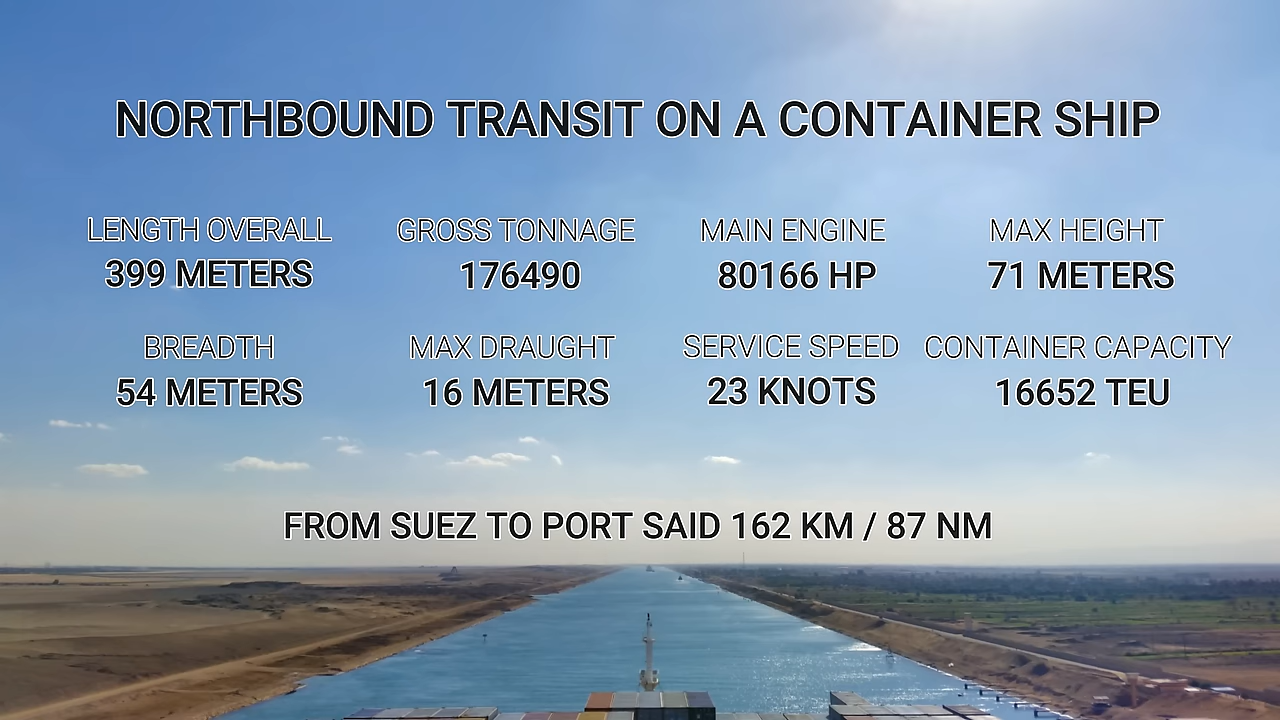 NORTHBOUND TRANSIT ON A CONTAINER SHIP
LENGTH OVERALL
399 METERS
GROSS TONNAGE
176490
MAIN ENGINE
80166 HP
MAX HEIGHT
71 METERS
BREADTH
54 METERS
MAX DRAUGHT
16 METERS
SERVICE SPEED
23 KNOTS
CONTAINER CAPACITY
16652 TEU
FROM SUEZ TO PORT SAID 162 KM / 87 NM